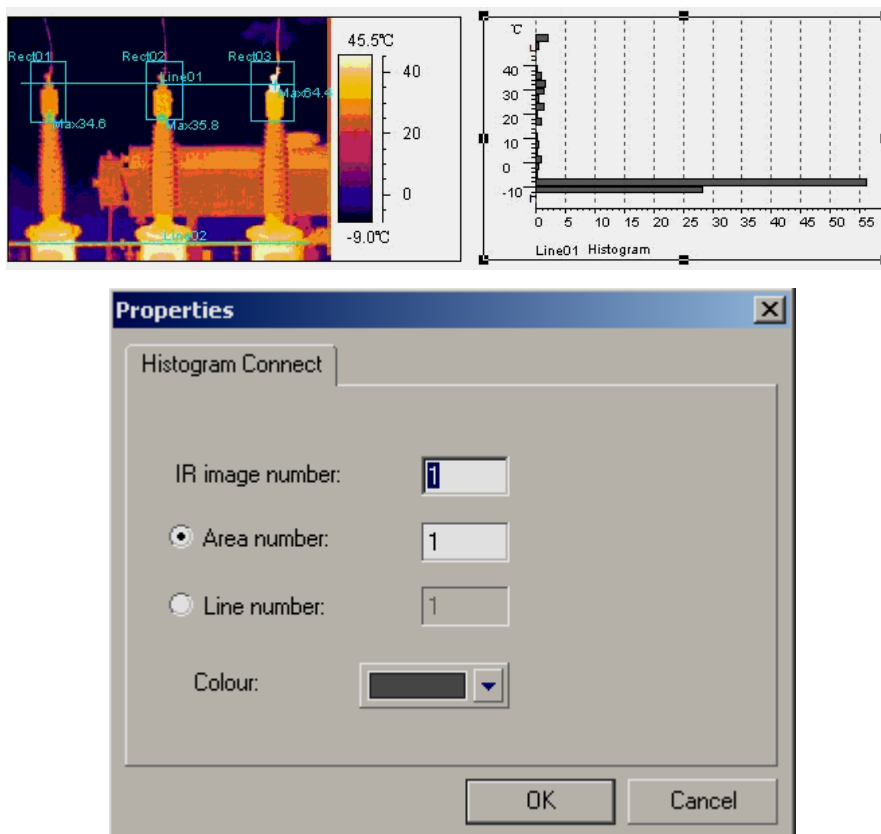 Rect01 Rect02 Rect03
Line01
Max34.6 Max35.8 Max64.4
Line02
45.5℃
40
20
0
-9.0℃
℃
40
30
20
10
0
-10
0 5 10 15 20 25 30 35 40 45 50 55
Line01 Histogram
Properties
Histogram Connect
IR image number: 1
Area number: 1
Line number: 1
Colour:
OK Cancel